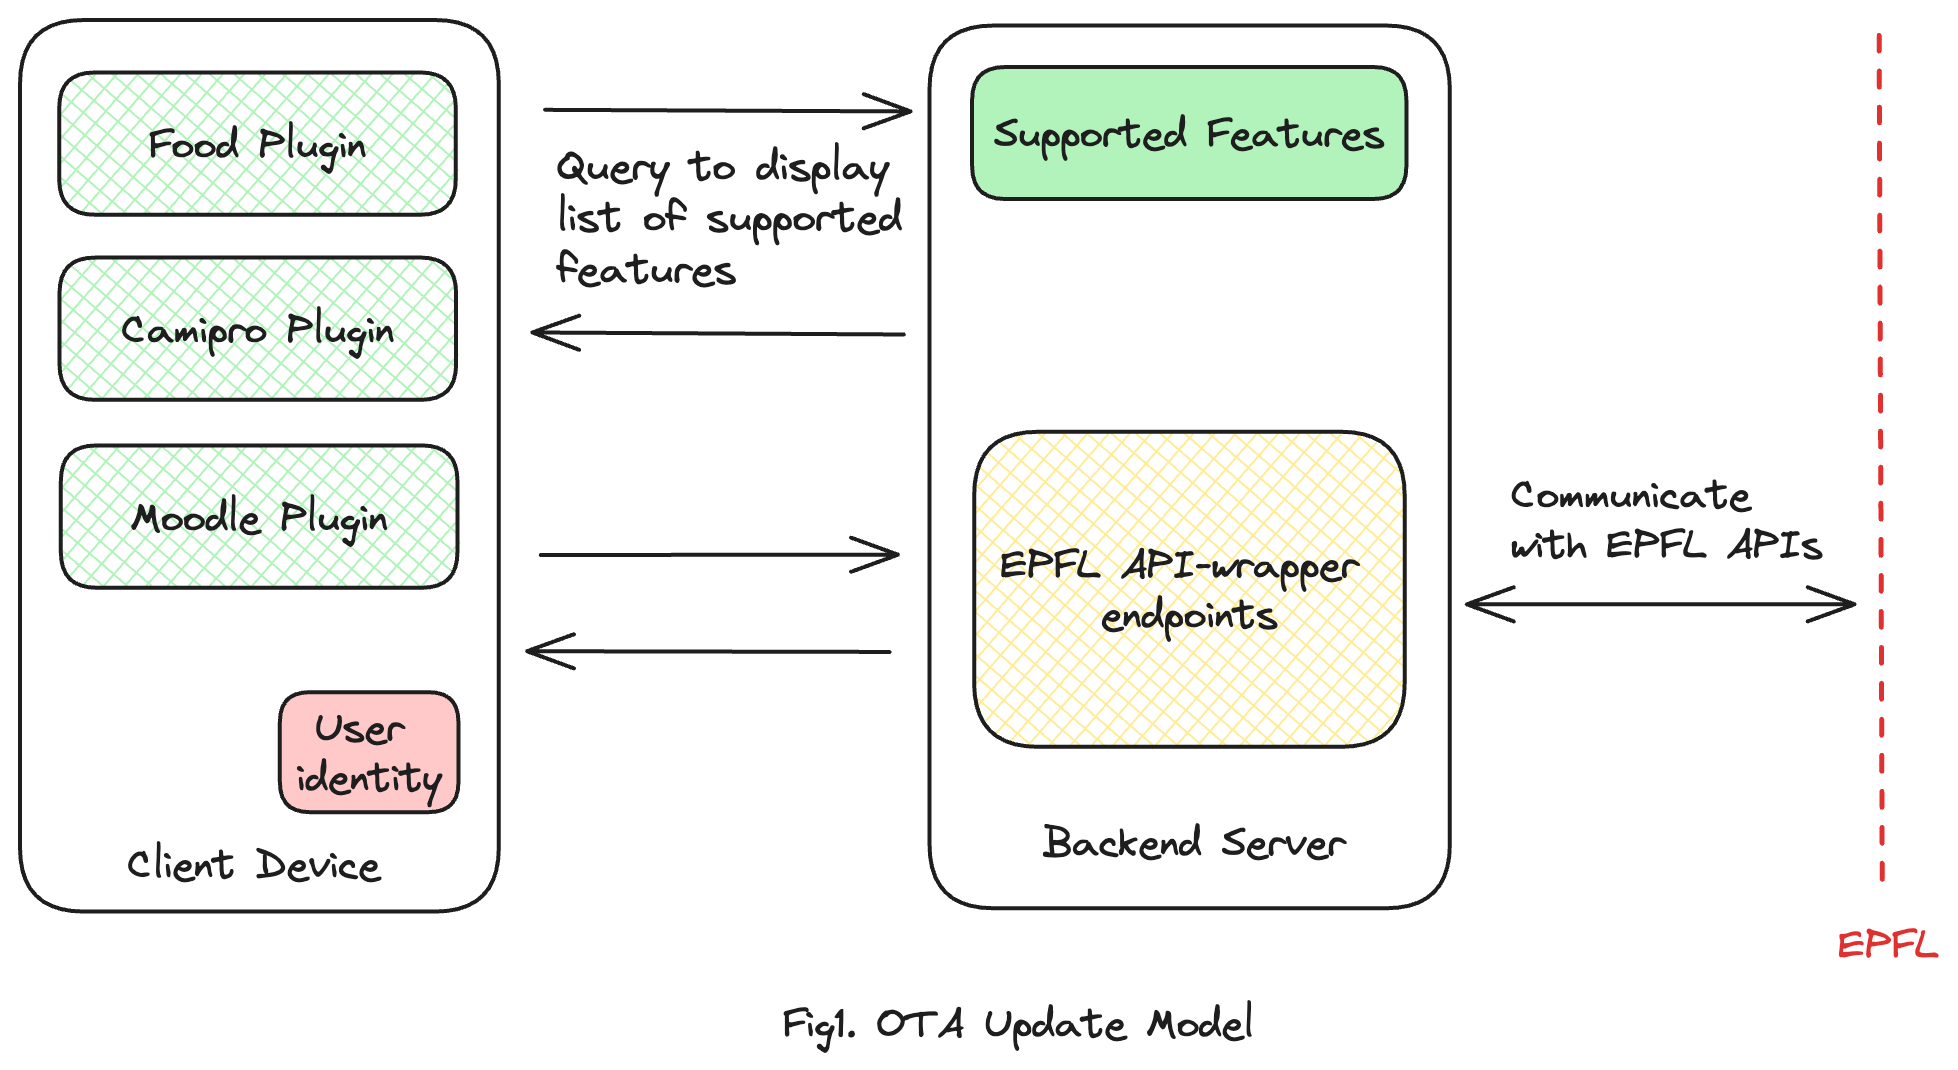 Food Plugin
Camipro Plugin
Moodle Plugin
User
identity
Client Device
Query to display
list of supported
features
Supported Features
EPFL API-wrapper
endpoints
Backend Server
Communicate
with EPFL APIs
EPFL
Fig1. OTA Update Model